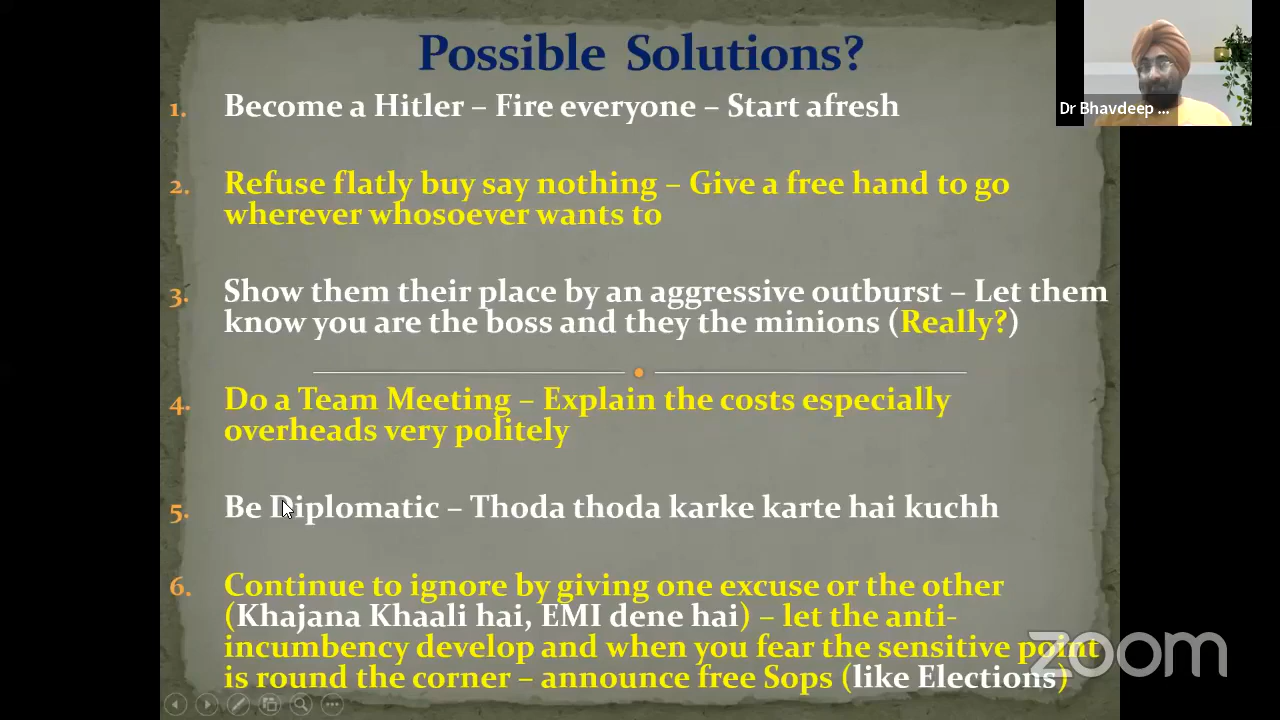 Possible Solutions?
Dr Bhavdeep ...
1. Become a Hitler – Fire everyone – Start afresh
2. Refuse flatly buy say nothing – Give a free hand to go
wherever whosoever wants to
3. Show them their place by an aggressive outburst – Let them
know you are the boss and they the minions (Really?)
4. Do a Team Meeting – Explain the costs especially
overheads very politely
5. Be Diplomatic – Thoda thoda karke karte hai kuchh
6. Continue to ignore by giving one excuse or the other
(Khajana Khaali hai, EMI dene hai) – let the anti-
incumbency develop and when you fear the sensitive point
is round the corner – announce free Sops (like Elections)
zoom